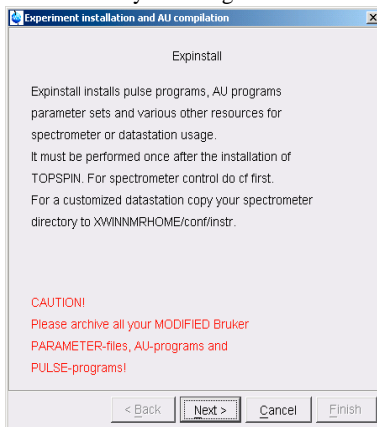 Experiment installation and AU compilation
Expinstall
Expinstall installs pulse programs, AU programs
parameter sets and various other resources for
spectrometer or datastation usage.
It must be performed once after the installation of
TOPSPIN. For spectrometer control do cf first.
For a customized datastation copy your spectrometer
directory to XWINNMRHOME/conf/instr.
CAUTION!
Please archive all your MODIFIED Bruker
PARAMETER-files, AU-programs and
PULSE-programs!
< Back Next > Cancel Finish